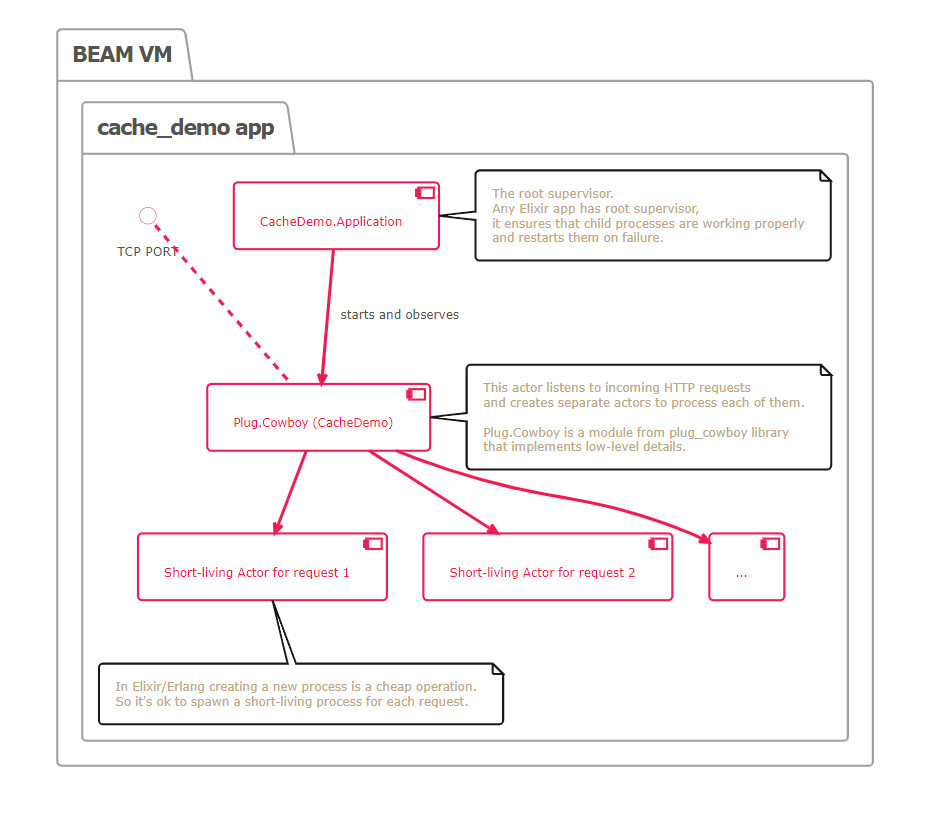 BEAM VM
cache_demo app
The root supervisor.
Any Elixir app has root supervisor,
it ensures that child processes are working properly
and restarts them on failure.
CacheDemo.Application
TCP PORT
starts and observes
This actor listens to incoming HTTP requests
and creates separate actors to process each of them.
Plug.Cowboy is a module from plug_cowboy library
that implements low-level details.
Plug.Cowboy (CacheDemo)
Short-living Actor for request 1
Short-living Actor for request 2
...
In Elixir/Erlang creating a new process is a cheap operation.
So it's ok to spawn a short-living process for each request.